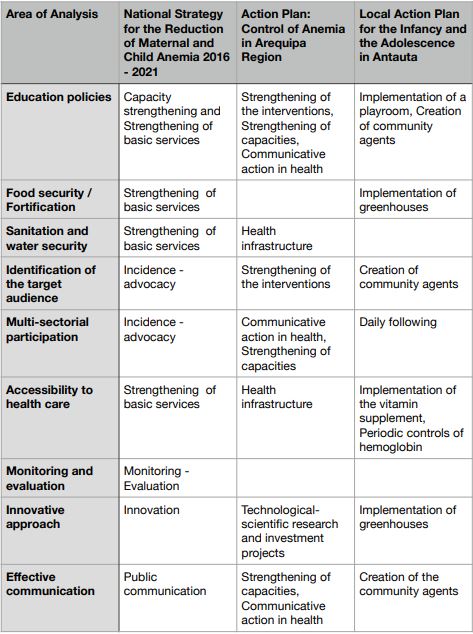 Area of Analysis
National Strategy
for the Reduction
of Maternal and
Child Anemia 2016
- 2021
Action Plan:
Control of Anemia
in Arequipa
Region
Local Action Plan
for the Infancy and
the Adolescence
in Antauta
Education policies
Capacity
strengthening and
Strengthening of
basic services
Strengthening of
the interventions,
Strengthening of
capacities,
Communicative
action in health
Implementation of a
playroom, Creation
of community
agents
Food security /
Fortification
Strengthening of
basic services
Implementation of
greenhouses
Sanitation and
water security
Strengthening of
basic services
Health
infrastructure
Identification of
the target
audience
Incidence -
advocacy
Strengthening of
the interventions
Creation of
community agents
Multi-sectorial
participation
Incidence -
advocacy
Communicative
action in health,
Strengthening of
capacities
Daily following
Accessibility to
health care
Strengthening of
basic services
Health
infrastructure
Implementation of
the vitamin
supplement,
Periodic controls of
hemoglobin
Monitoring and
evaluation
Monitoring -
Evaluation
Innovative
approach
Innovation
Technological-
scientific research
and investment
projects
Implementation of
greenhouses
Effective
communication
Public
communication
Strengthening of
capacities,
Communicative
action in health
Creation of the
community agents